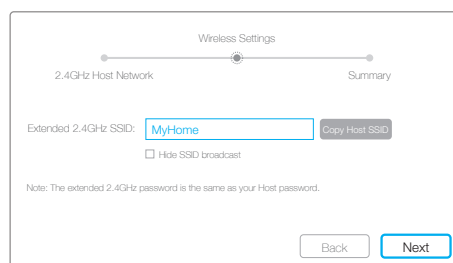 Wireless Settings
2.4GHz Host Network
Summary
Extended 2.4GHz SSID:
MyHome
Copy Host SSID
Hide SSID broadcast
Note: The extended 2.4GHz password is the same as your Host password.
Back
Next